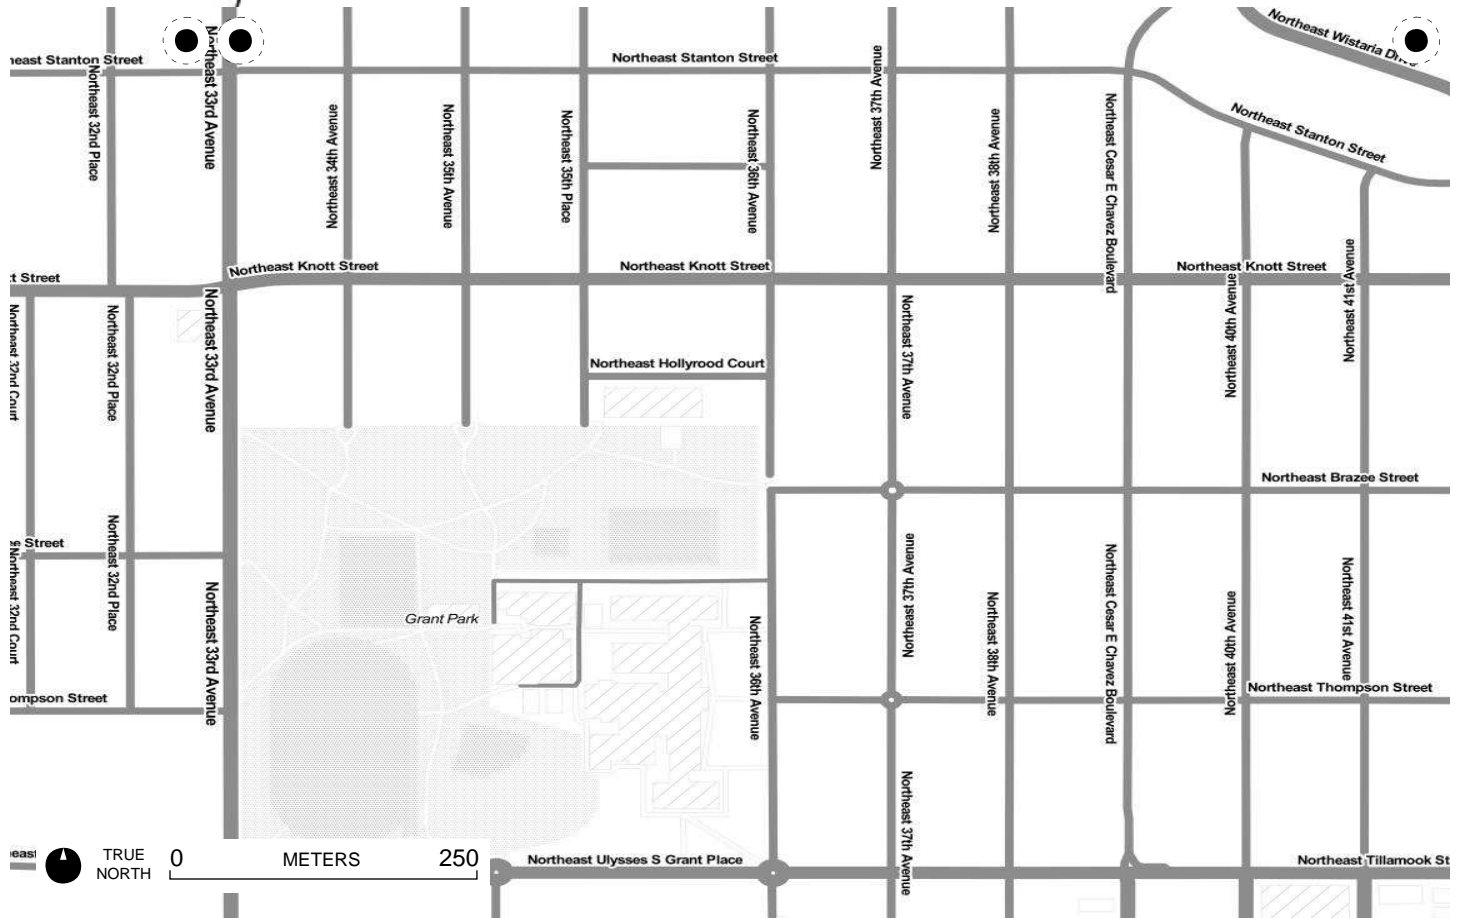 Northeast Wistaria Drive
Northeast Stanton Street
Northeast Stanton Street
Northeast Stanton Street
Northeast 32nd Place
Northeast 33rd Avenue
Northeast 34th Avenue
Northeast 35th Avenue
Northeast 35th Place
Northeast 36th Avenue
Northeast 37th Avenue
Northeast 38th Avenue
Northeast Cesar E Chavez Boulevard
Northeast Knott Street
Northeast Knott Street
Northeast Knott Street
tt Street
Northeast 41st Avenue
Northeast 40th Avenue
Northeast 32nd Court
Northeast 32nd Place
Northeast 33rd Avenue
Northeast 37th Avenue
Northeast Hollyrood Court
Northeast Brazee Street
e Street
Northeast 32nd Court
Northeast 32nd Place
Northeast 33rd Avenue
Grant Park
Northeast 36th Avenue
Northeast 37th Avenue
Northeast 38th Avenue
Northeast Cesar E Chavez Boulevard
Northeast 40th Avenue
Northeast 41st Avenue
ompson Street
Northeast Thompson Street
Northeast 37th Avenue
east
Northeast Ulysses S Grant Place
Northeast Tillamook St
TRUE
NORTH
0 METERS 250